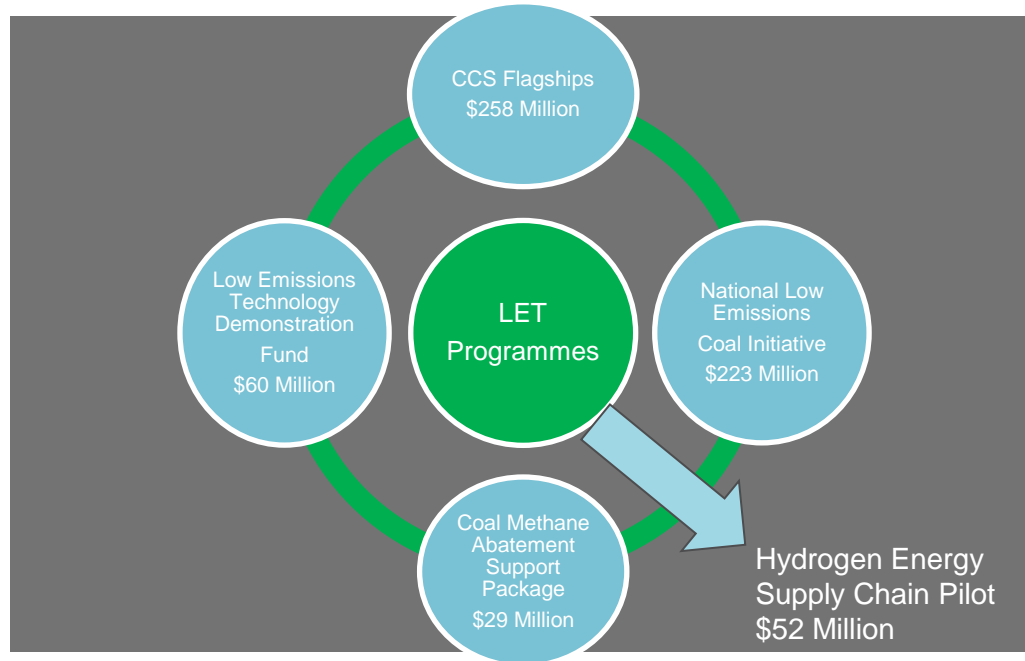 CCS Flagships
$258 Million
Low Emissions
Technology
Demonstration
Fund
$60 Million
LET
Programmes
National Low
Emissions
Coal Initiative
$223 Million
Coal Methane
Abatement
Support
Package
$29 Million
Hydrogen Energy
Supply Chain Pilot
$52 Million